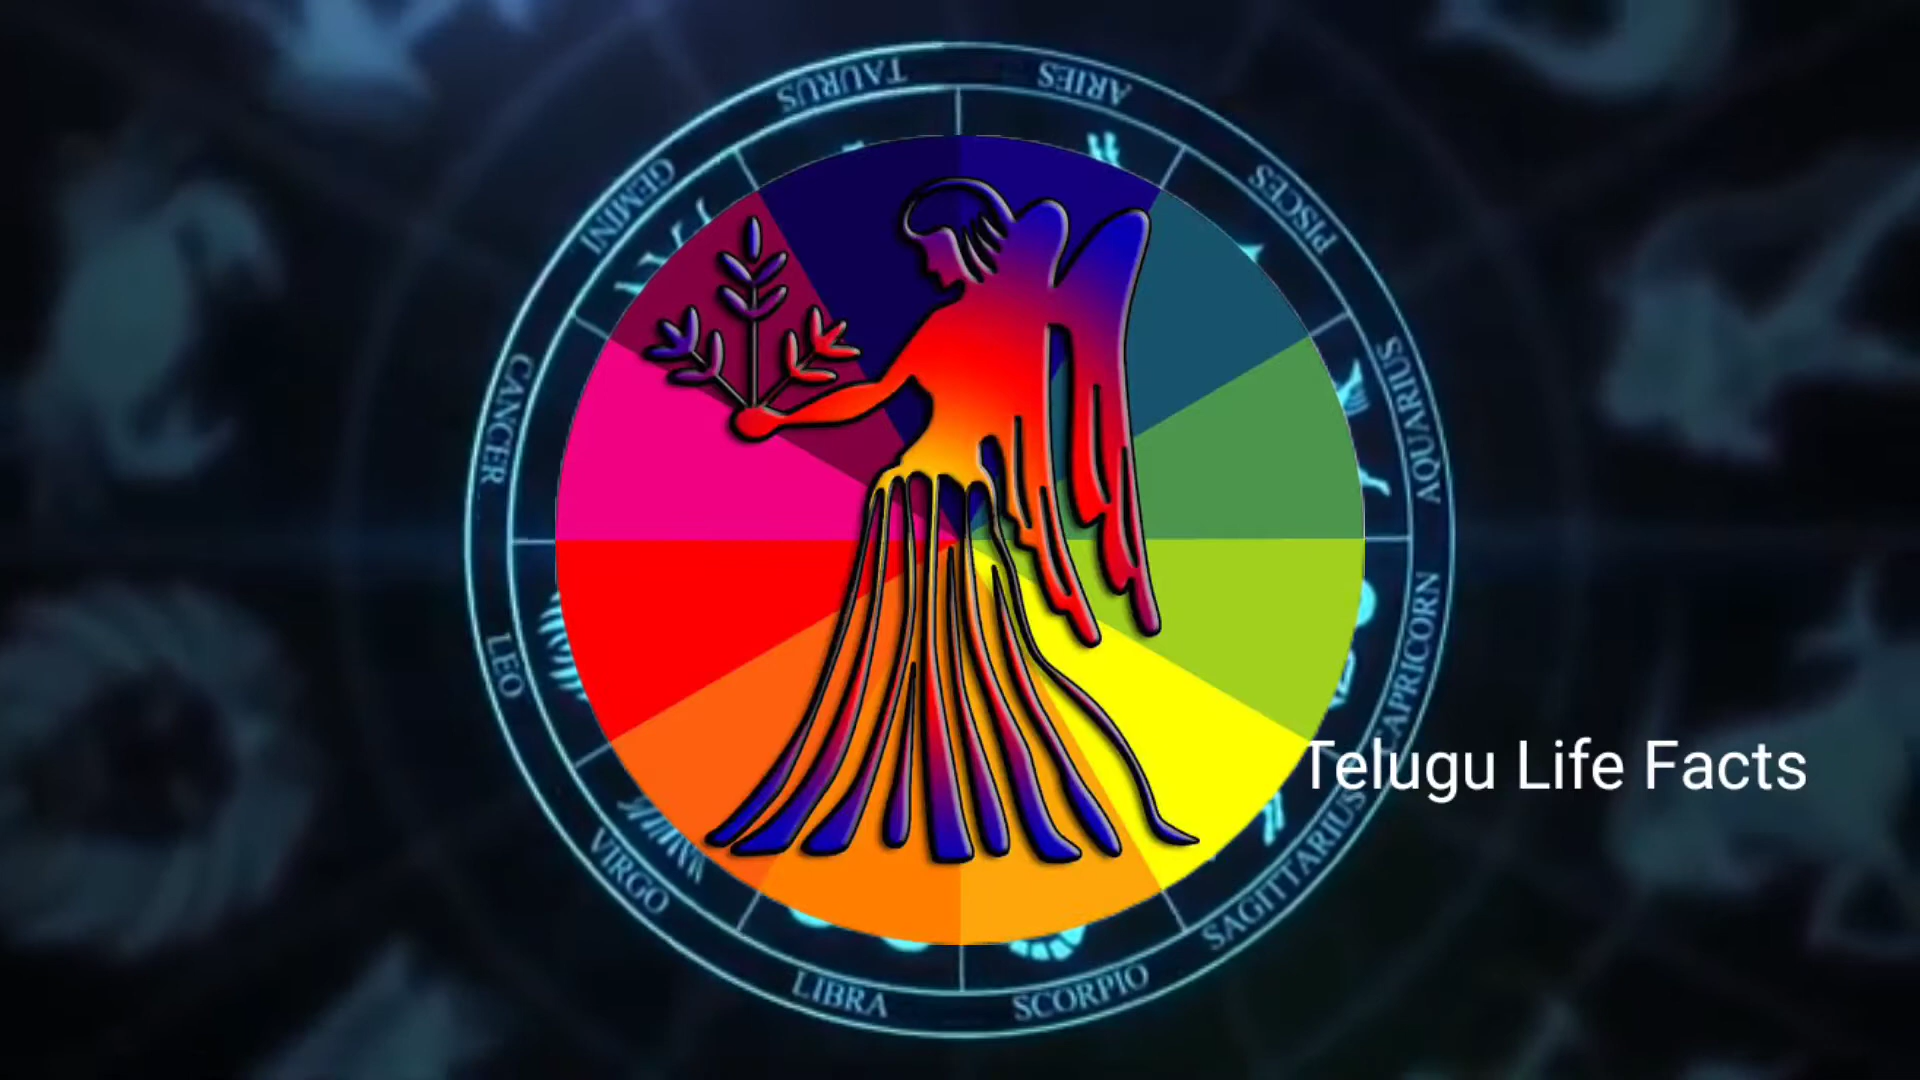 TAURUS
ARIES
GEMINI
PISCES
CANCER
AQUARIUS
LEO
CAPRICORN
Telugu Life Facts
VIRGO
SAGITTARIUS
LIBRA
SCORPIO